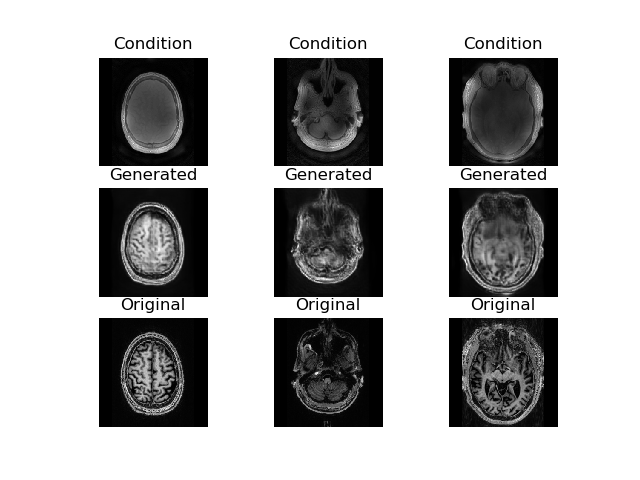 Condition Condition Condition
Generated Generated Generated
Original Original Original